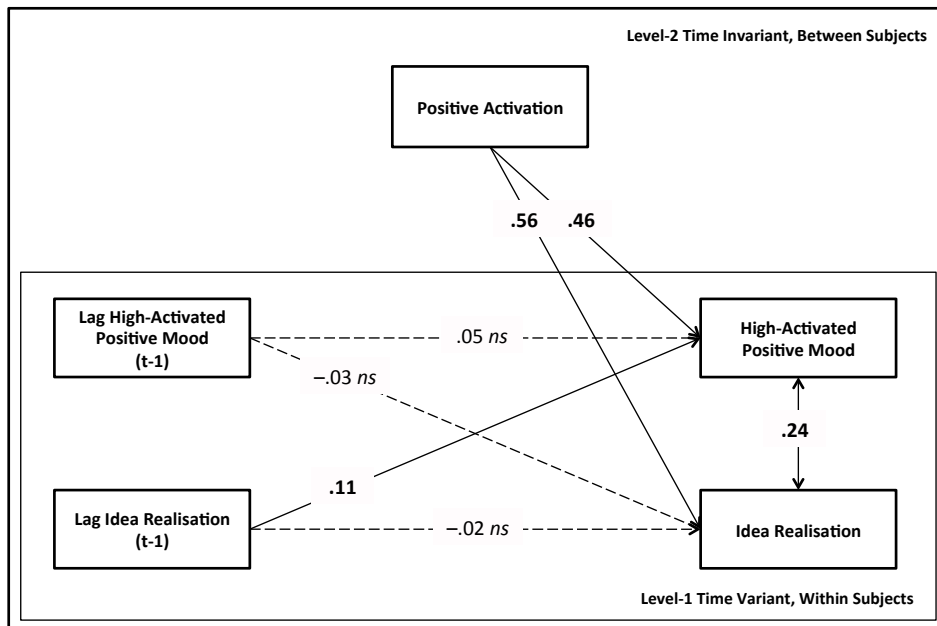 Level-2 Time Invariant, Between Subjects
Positive Activation
.56 .46
Lag High-Activated
Positive Mood
(t-1)
.05 ns
High-Activated
Positive Mood
–.03 ns
.24
.11
Lag Idea Realisation
(t-1)
–.02 ns
Idea Realisation
Level-1 Time Variant, Within Subjects